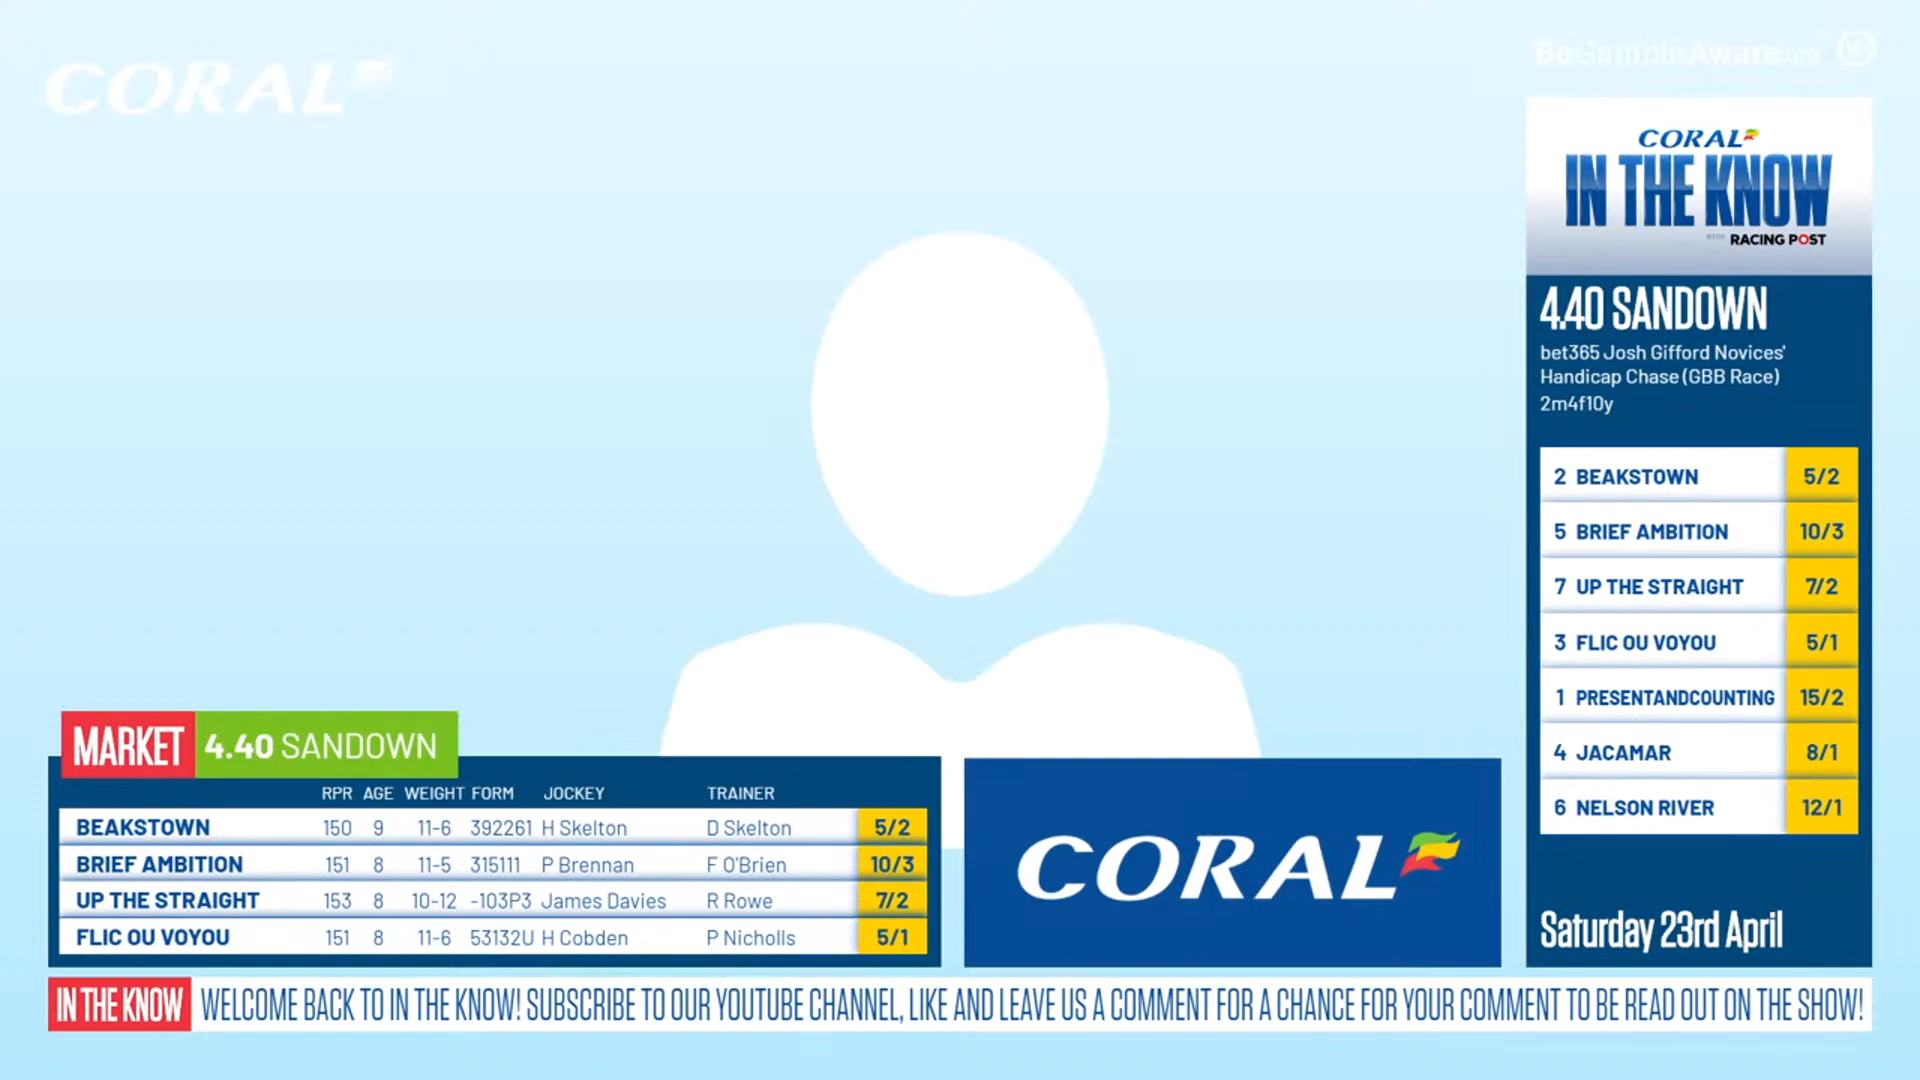 CORAL
BeGambleAware.org
CORAL
IN THE KNOW
WITH RACING POST
4.40 SANDOWN
bet365 Josh Gifford Novices'
Handicap Chase (GBB Race)
2m4f10y
2 BEAKSTOWN 5/2
5 BRIEF AMBITION 10/3
7 UP THE STRAIGHT 7/2
3 FLIC OU VOYOU 5/1
1 PRESENTANDCOUNTING 15/2
4 JACAMAR 8/1
6 NELSON RIVER 12/1
Saturday 23rd April
MARKET 4.40 SANDOWN
RPR AGE WEIGHT FORM JOCKEY TRAINER
BEAKSTOWN 150 9 11-6 392261 H Skelton D Skelton 5/2
BRIEF AMBITION 151 8 11-5 315111 P Brennan F O'Brien 10/3
UP THE STRAIGHT 153 8 10-12 -103P3 James Davies R Rowe 7/2
FLIC OU VOYOU 151 8 11-6 53132U H Cobden P Nicholls 5/1
CORAL
IN THE KNOW WELCOME BACK TO IN THE KNOW! SUBSCRIBE TO OUR YOUTUBE CHANNEL, LIKE AND LEAVE US A COMMENT FOR A CHANCE FOR YOUR COMMENT TO BE READ OUT ON THE SHOW!